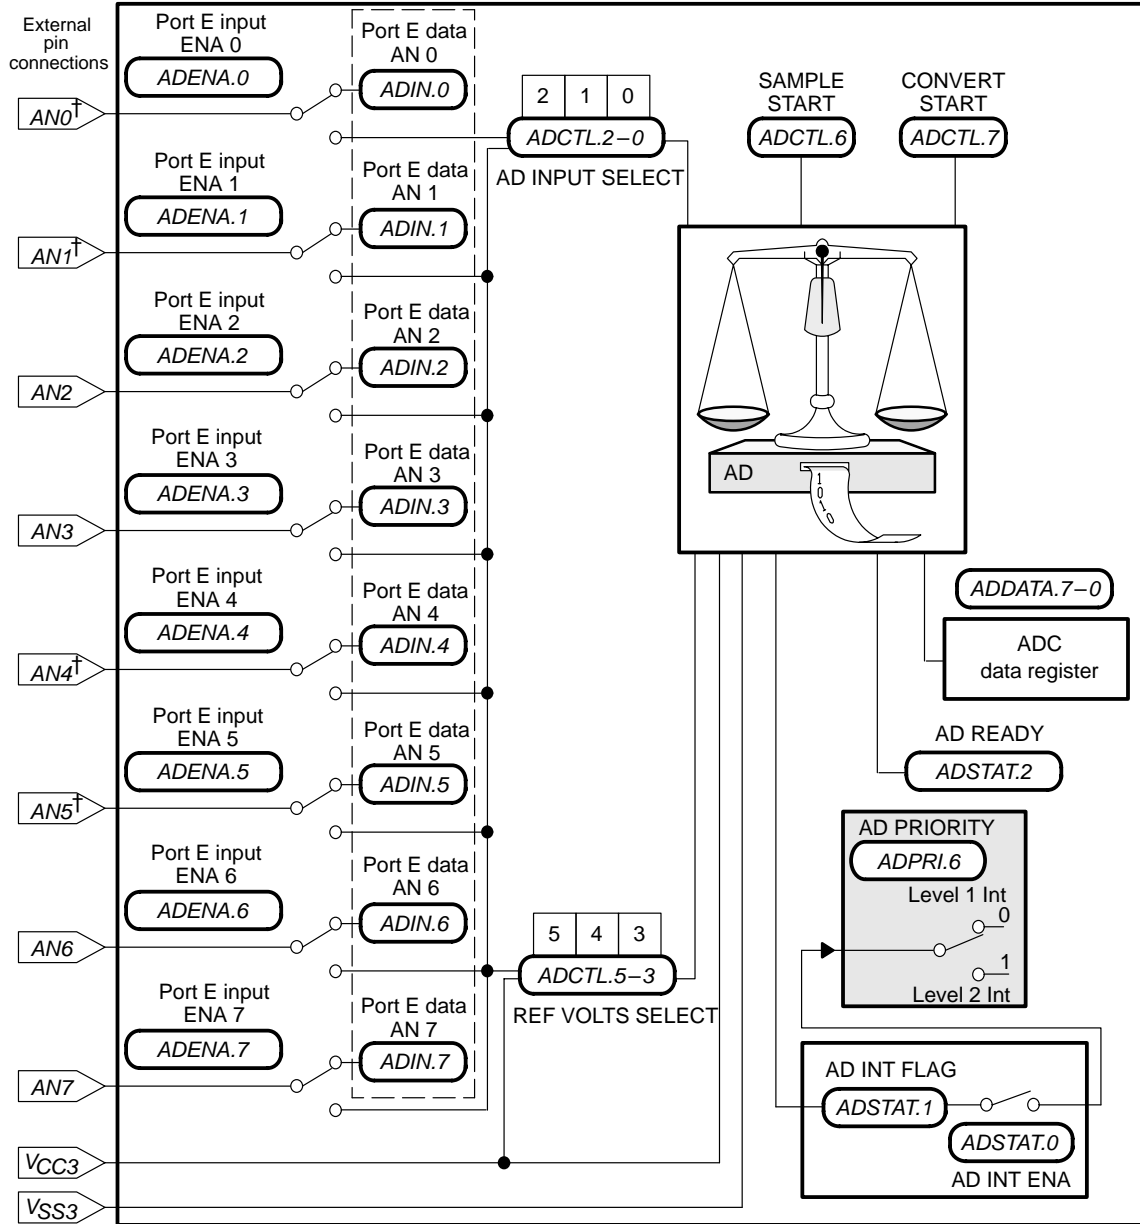 External
pin
connections
Port E input
ENA 0
ADENA.0
AN0†
Port E data
AN 0
ADIN.0
2 1 0
ADCTL.2–0
AD INPUT SELECT
SAMPLE
START
ADCTL.6
CONVERT
START
ADCTL.7
Port E input
ENA 1
ADENA.1
AN1†
Port E data
AN 1
ADIN.1
Port E input
ENA 2
ADENA.2
AN2
Port E data
AN 2
ADIN.2
Port E input
ENA 3
ADENA.3
AN3
Port E data
AN 3
ADIN.3
AD
1
0
1
0
Port E input
ENA 4
ADENA.4
AN4†
Port E data
AN 4
ADIN.4
ADDATA.7–0
ADC
data register
Port E input
ENA 5
ADENA.5
AN5†
Port E data
AN 5
ADIN.5
AD READY
ADSTAT.2
Port E input
ENA 6
ADENA.6
AN6
Port E data
AN 6
ADIN.6
5 4 3
ADCTL.5–3
REF VOLTS SELECT
AD PRIORITY
ADPRI.6
Level 1 Int
0
1
Level 2 Int
Port E input
ENA 7
ADENA.7
AN7
Port E data
AN 7
ADIN.7
AD INT FLAG
ADSTAT.1
ADSTAT.0
AD INT ENA
VCC3
VSS3